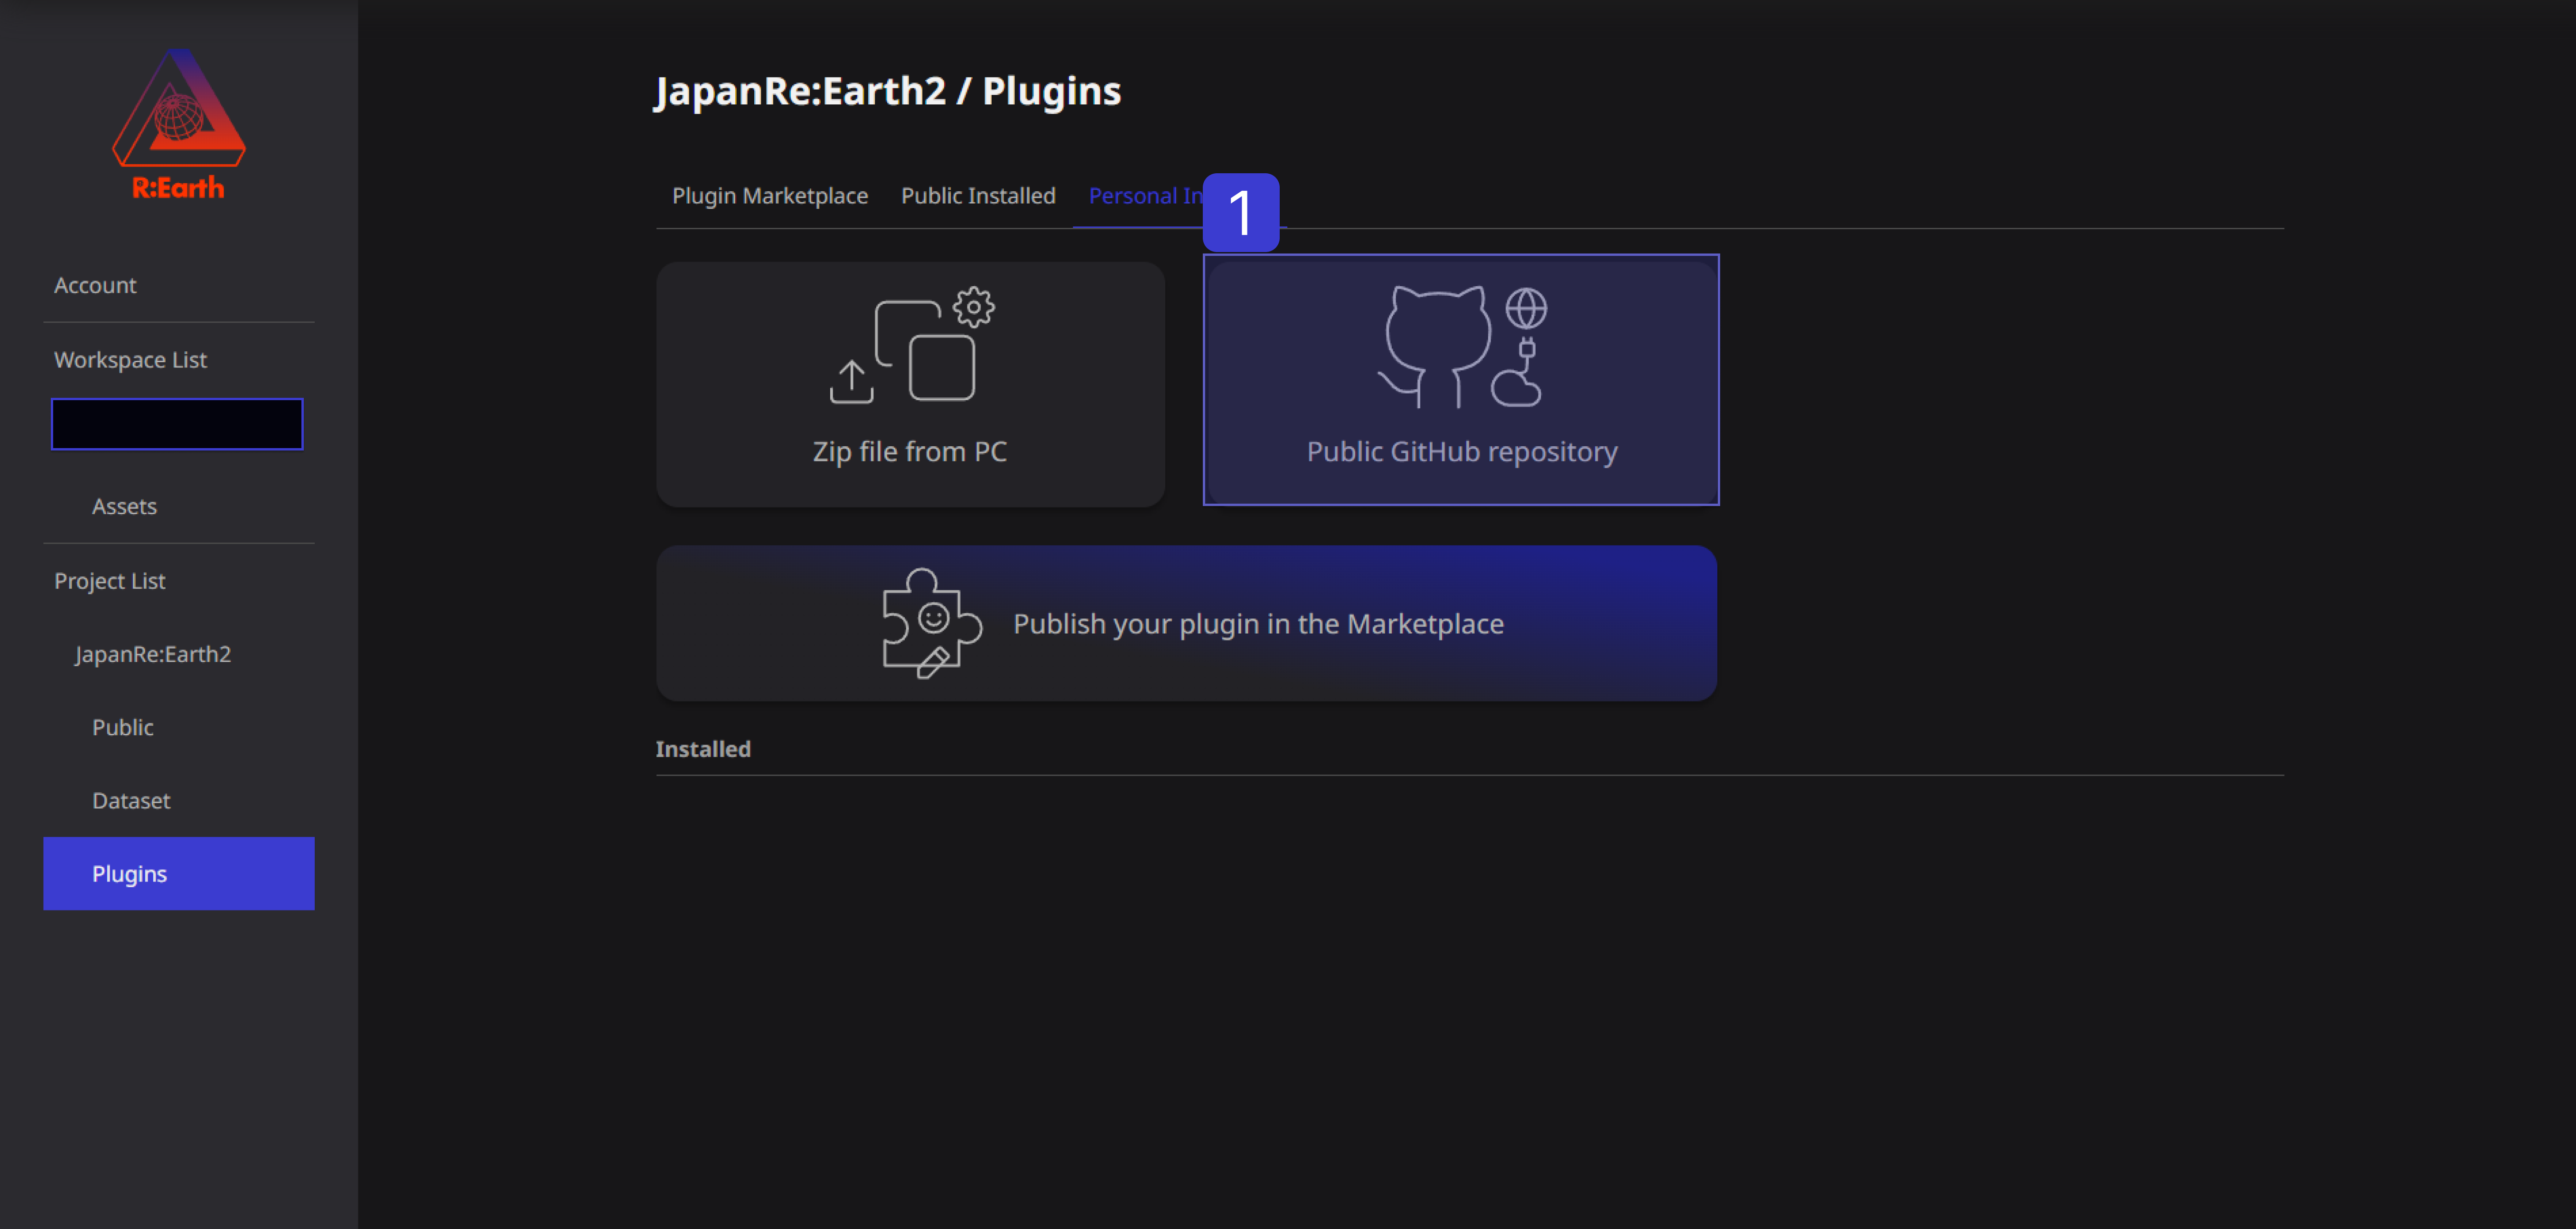 R:Earth
Account
Workspace List
Assets
Project List
JapanRe:Earth2
Public
Dataset
Plugins
JapanRe:Earth2 / Plugins
Plugin Marketplace Public Installed Personal In
1
Zip file from PC
Public GitHub repository
Publish your plugin in the Marketplace
Installed